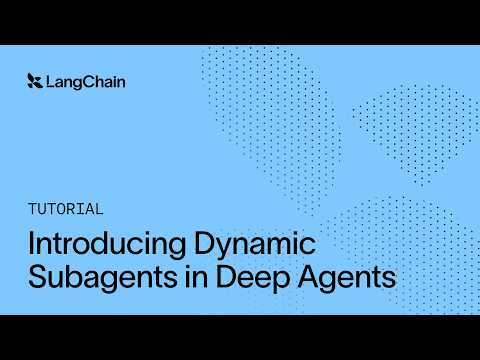 LangChain
TUTORIAL
Introducing Dynamic
Subagents in Deep Agents